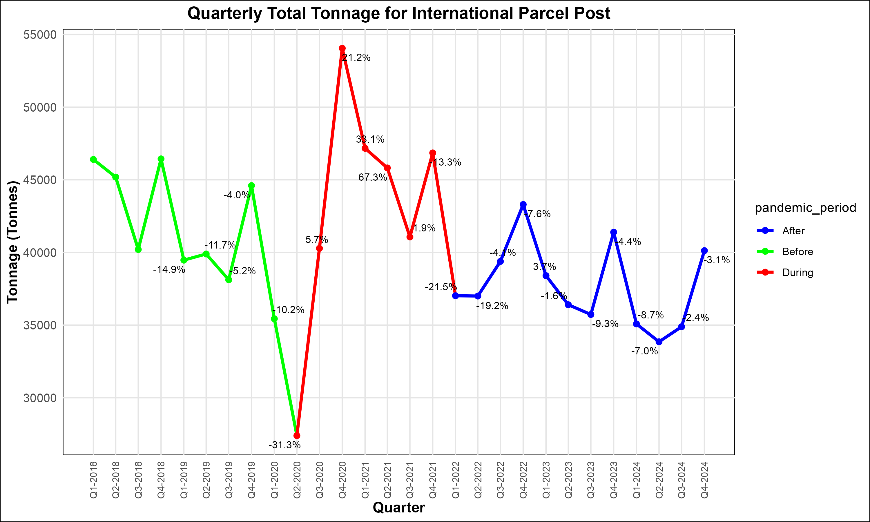 Quarterly Total Tonnage for International Parcel Post
55000
50000
45000
40000
35000
30000
Tonnage (Tonnes)
-14.9%
-11.7%
-5.2%
-4.0%
-10.2%
-31.3%
5.7%
21.2%
33.1%
67.3%
1.9%
-13.3%
-21.5%
-19.2%
-7.6%
3.7%
-1.6%
-9.3%
-4.4%
-8.7%
-7.0%
-2.4%
-3.1%
pandemic_period
After
Before
During
Q1-2018
Q2-2018
Q3-2018
Q4-2018
Q1-2019
Q2-2019
Q3-2019
Q4-2019
Q1-2020
Q2-2020
Q3-2020
Q4-2020
Q1-2021
Q2-2021
Q3-2021
Q4-2021
Q1-2022
Q2-2022
Q3-2022
Q4-2022
Q1-2023
Q2-2023
Q3-2023
Q4-2023
Q1-2024
Q2-2024
Q3-2024
Q4-2024
Quarter